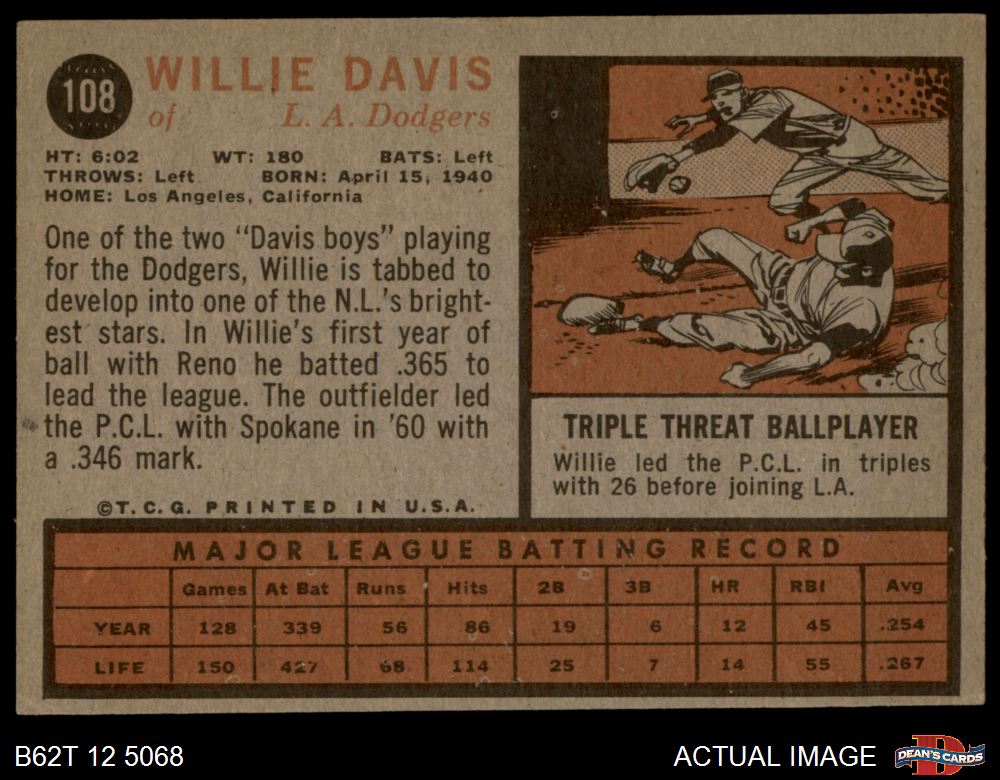 108
WILLIE DAVIS
of L. A. Dodgers
HT: 6:02 WT: 180 BATS: Left
THROWS: Left BORN: April 15, 1940
HOME: Los Angeles, California
One of the two "Davis boys" playing
for the Dodgers, Willie is tabbed to
develop into one of the N.L.'s bright-
est stars. In Willie's first year of
ball with Reno he batted .365 to
lead the league. The outfielder led
the P.C.L. with Spokane in '60 with
a .346 mark.
©T.C.G. PRINTED IN U.S.A.
TRIPLE THREAT BALLPLAYER
Willie led the P.C.L. in triples
with 26 before joining L.A.
MAJOR LEAGUE BATTING RECORD
Games At Bat Runs Hits 2B 3B HR RBI Avg
YEAR 128 339 56 86 19 6 12 45 .254
LIFE 150 427 68 114 25 7 14 55 .267
B62T 12 5068
ACTUAL IMAGE
D
DEAN'S CARDS